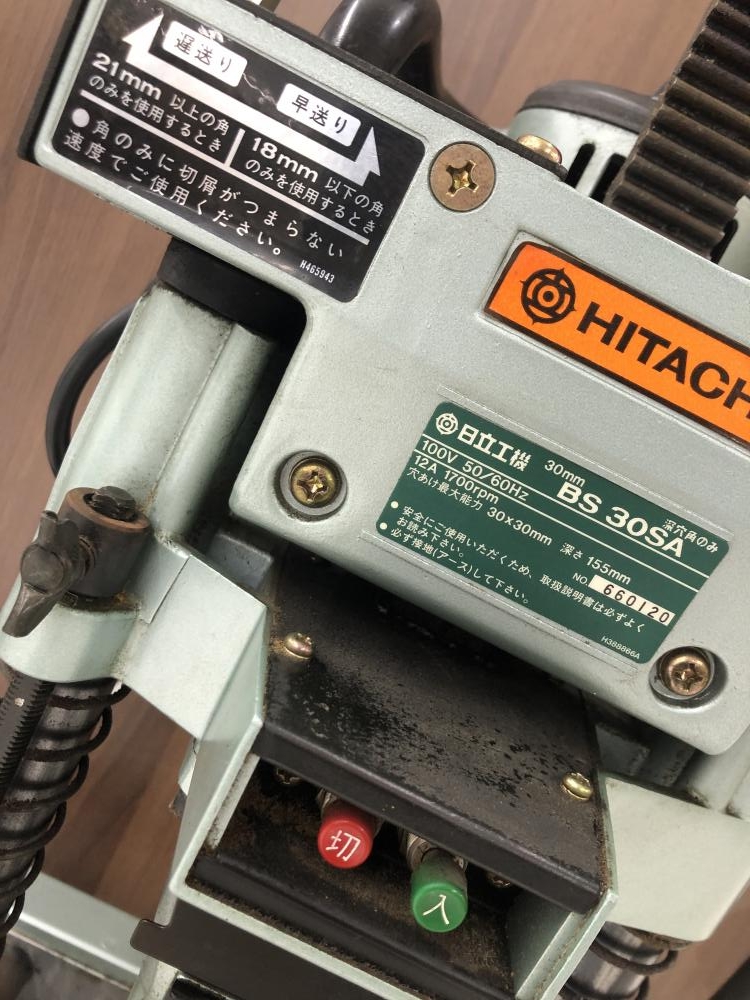 遅送り
早送り
21mm 以上の角
のみを使用するとき
18mm 以下の角
のみを使用するとき
●角のみに切屑がつまらない
速度でご使用ください。
H465943
HITACH
日立工機 30mm 深穴角のみ
BS 30SA
100V 50/60Hz
12A 1700rpm
穴あけ最大能力 30x30mm 深さ 155mm
NO. 660120
• 安全にご使用いただくため、取扱説明書は必ずよく
お読み下さい。
• 必ず接地(アース)して下さい。
H388866A
切
入